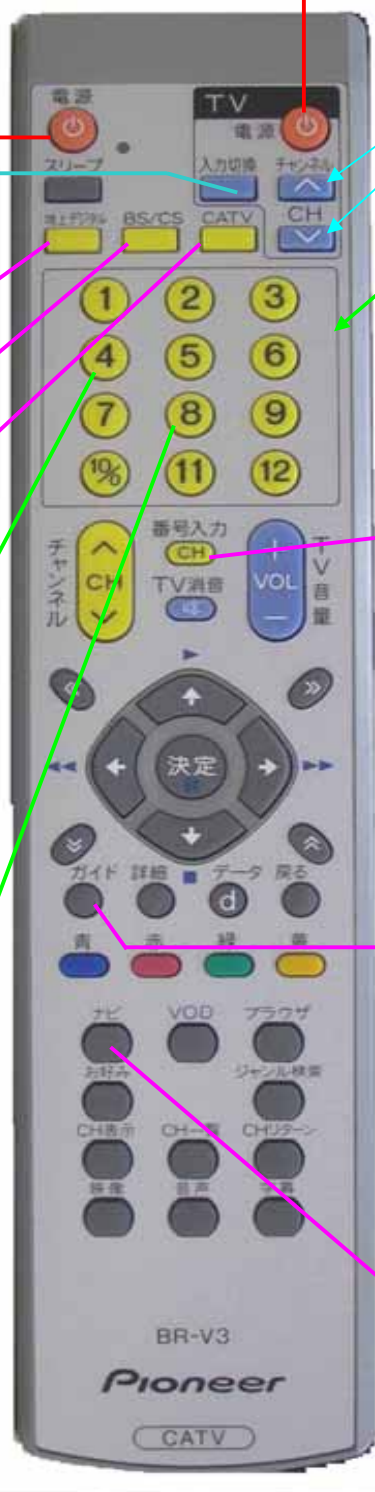 電源
TV
電源
スリープ
入力切換
チャンネル
地上デジタル
BS/CS
CATV
CH
1
2
3
4
5
6
7
8
9
10/0
11
12
チャンネル
CH
番号入力
CH
TV消音
VOL
TV音量
決定
ガイド
詳細
データ
戻る
d
青
赤
緑
黄
ナビ
VOD
ブラウザ
お好み
ジャンル検索
CH表示
CH一覧
CHリターン
映像
音声
字幕
BR-V3
Pioneer
CATV